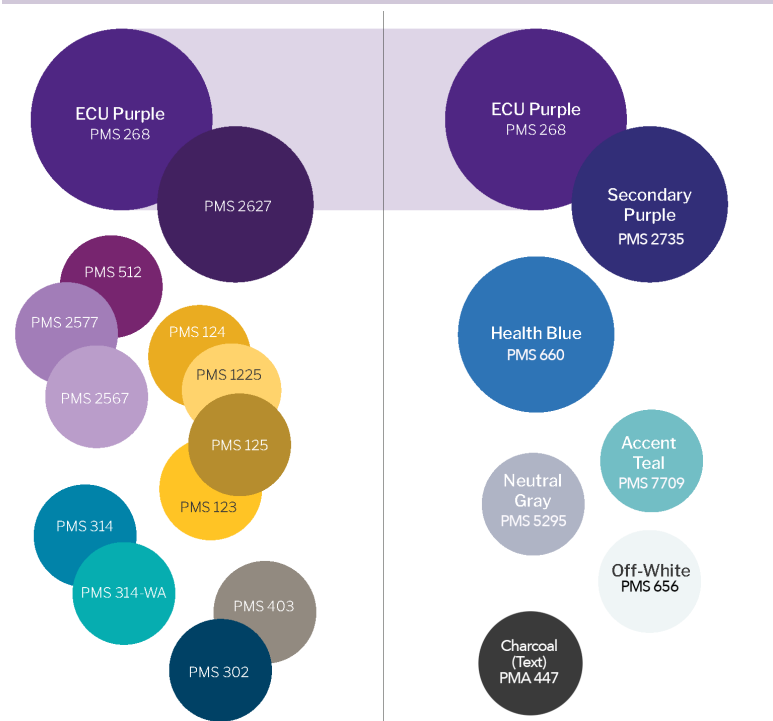 ECU Purple
PMS 268
PMS 2627
PMS 512
PMS 2577
PMS 2567
PMS 124
PMS 1225
PMS 125
PMS 123
PMS 314
PMS 314-WA
PMS 403
PMS 302
ECU Purple
PMS 268
Secondary
Purple
PMS 2735
Health Blue
PMS 660
Accent
Teal
PMS 7709
Neutral
Gray
PMS 5295
Off-White
PMS 656
Charcoal
(Text)
PMA 447